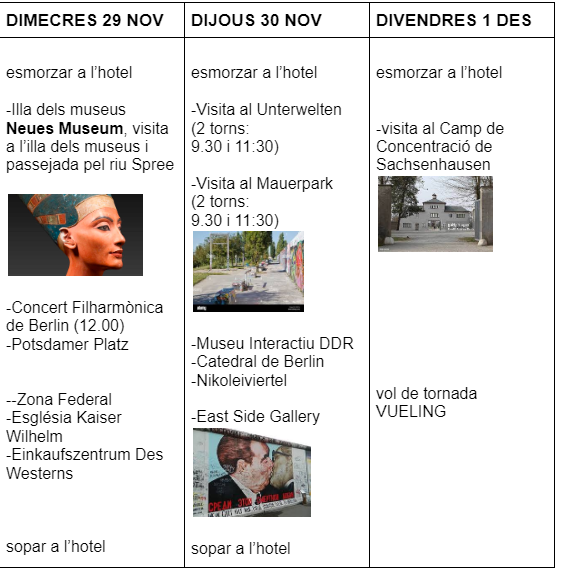 DIMECRES 29 NOV
esmorzar a l’hotel
-Illa dels museus
Neues Museum, visita
a l’illa dels museus i
passejada pel riu Spree
-Concert Filharmònica
de Berlin (12.00)
-Potsdamer Platz
--Zona Federal
-Església Kaiser
Wilhelm
-Einkaufszentrum Des
Westerns
sopar a l’hotel
DIJOUS 30 NOV
esmorzar a l’hotel
-Visita al Unterwelten
(2 torns:
9.30 i 11:30)
-Visita al Mauerpark
(2 torns:
9.30 i 11:30)
-Museu Interactiu DDR
-Catedral de Berlin
-Nikoleiviertel
-East Side Gallery
sopar a l’hotel
DIVENDRES 1 DES
esmorzar a l’hotel
-visita al Camp de
Concentració de
Sachsenhausen
vol de tornada
VUELING